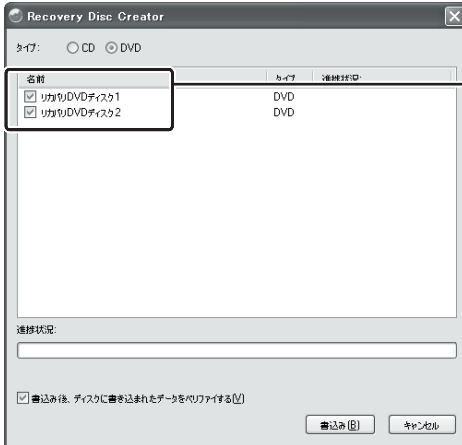 Recovery Disc Creator
タイプ: CD DVD
名前 タイプ 進捗状況:
リカバリDVDディスク1 DVD
リカバリDVDディスク2 DVD
進捗状況:
書込み後、ディスクに書き込まれたデータをベリファイする(V)
書込み(B) キャンセル